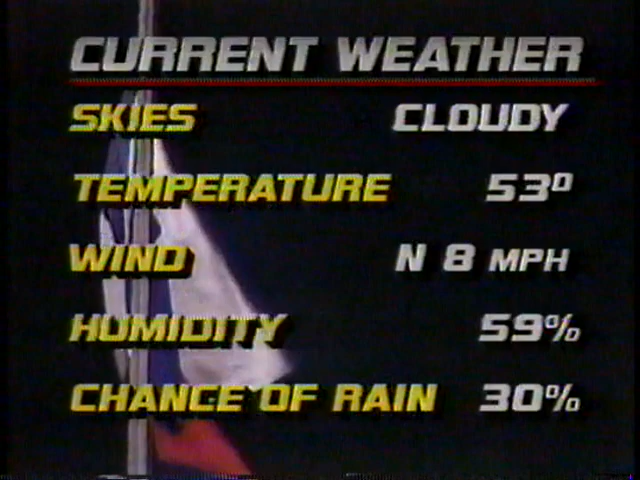 CURRENT WEATHER
SKIES CLOUDY
TEMPERATURE 53º
WIND N 8 MPH
HUMIDITY 59%
CHANCE OF RAIN 30%